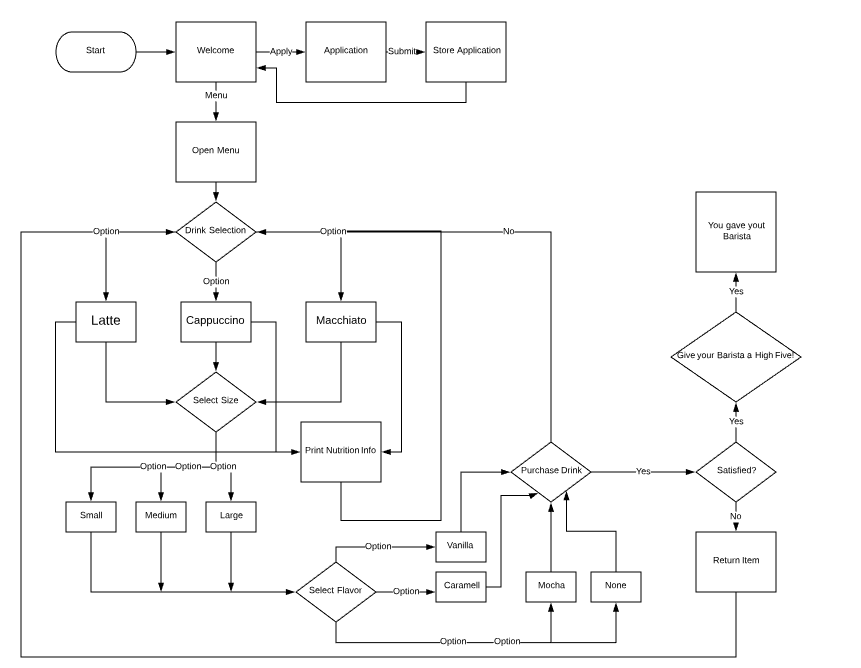 Start
Welcome
Apply
Application
Submit
Store Application
Menu
Open Menu
You gave yout
Barista
Option
Drink Selection
Option
No
Option
Yes
Latte
Cappuccino
Macchiato
Give your Barista a High Five!
Select Size
Yes
Print Nutrition Info
Option
Option
Option
Purchase Drink
Yes
Satisfied?
Small
Medium
Large
No
Option
Vanilla
Return Item
Select Flavor
Option
Caramell
Mocha
None
Option
Option